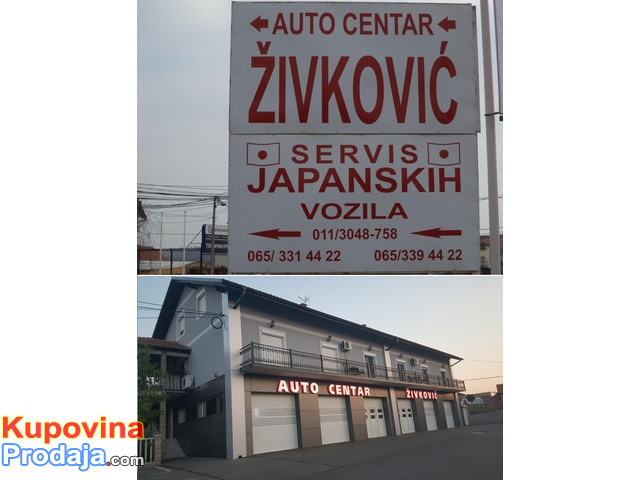 AUTO CENTAR
ŽIVKOVIĆ
SERVIS
JAPANSKIH
VOZILA
011/3048-758
065/ 331 44 22 065/339 44 22
AUTO CENTAR ŽIVKOVIĆ
Kupovina
Prodaja.com